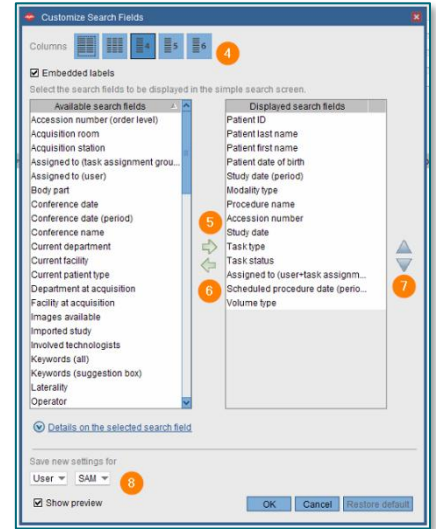 Customize Search Fields
Columns 4 5 6 4
Embedded labels
Select the search fields to be displayed in the simple search screen.
Available search fields
Accession number (order level)
Acquisition room
Acquisition station
Assigned to (task assignment grou...
Assigned to (user)
Body part
Conference date
Conference date (period)
Conference name
Current department
Current facility
Current patient type
Department at acquisition
Facility at acquisition
Images available
Imported study
Involved technologists
Keywords (all)
Keywords (suggestion box)
Laterality
Operator
5
6
Displayed search fields
Patient ID
Patient last name
Patient first name
Patient date of birth
Study date (period)
Modality type
Procedure name
Accession number
Study date
Task type
Task status
Assigned to (user+task assignm...
Scheduled procedure date (perio...
Volume type
7
Details on the selected search field
Save new settings for
User SAM 8
Show preview
OK Cancel Restore default